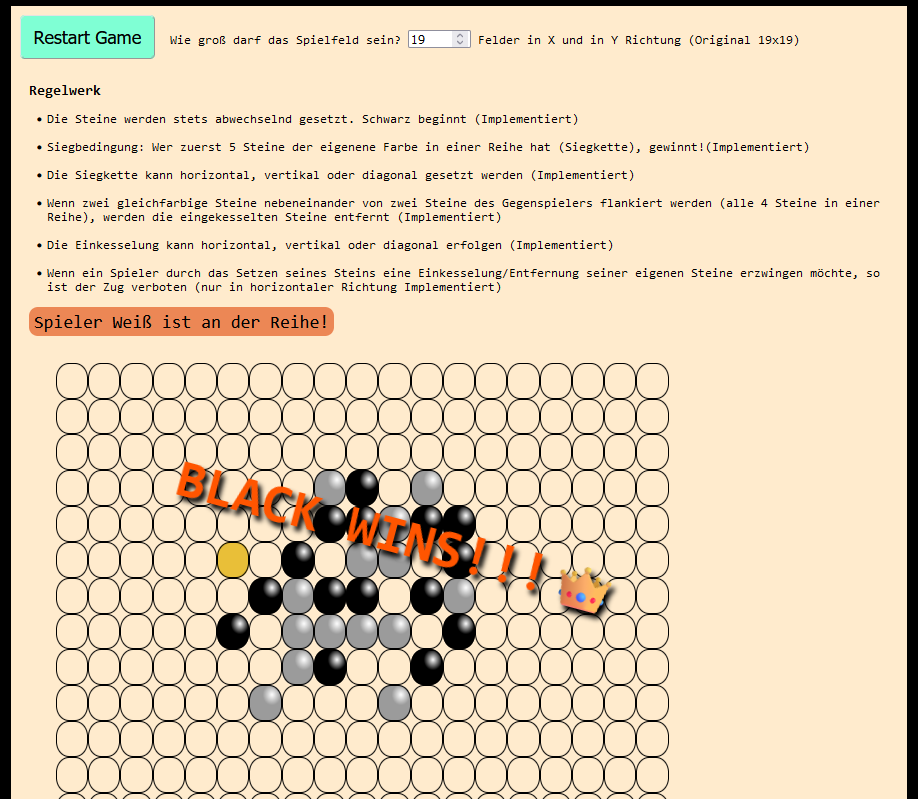 Restart Game Wie groß darf das Spielfeld sein? 19 Felder in X und in Y Richtung (Original 19x19)
Regelwerk
• Die Steine werden stets abwechselnd gesetzt. Schwarz beginnt (Implementiert)
• Siegbedingung: Wer zuerst 5 Steine der eigenene Farbe in einer Reihe hat (Siegkette), gewinnt!(Implementiert)
• Die Siegkette kann horizontal, vertikal oder diagonal gesetzt werden (Implementiert)
• Wenn zwei gleichfarbige Steine nebeneinander von zwei Steine des Gegenspielers flankiert werden (alle 4 Steine in einer
Reihe), werden die eingekesselten Steine entfernt (Implementiert)
• Die Einkesselung kann horizontal, vertikal oder diagonal erfolgen (Implementiert)
• Wenn ein Spieler durch das Setzen seines Steins eine Einkesselung/Entfernung seiner eigenen Steine erzwingen möchte, so
ist der Zug verboten (nur in horizontaler Richtung Implementiert)
Spieler Weiß ist an der Reihe!
BLACK WINS!!!